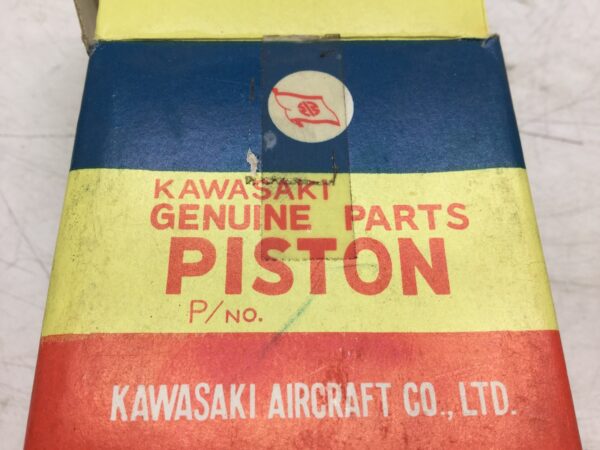 KAWASAKI
GENUINE PARTS
PISTON
P/NO.
KAWASAKI AIRCRAFT CO., LTD.